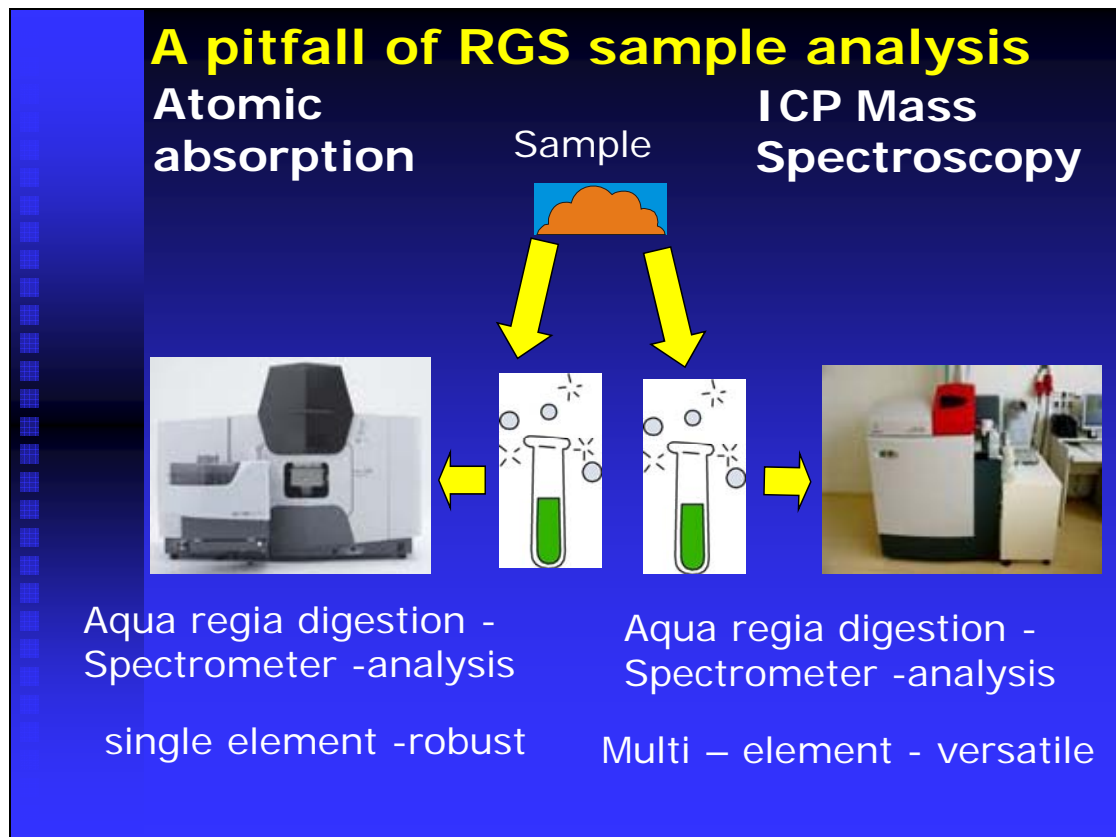 A pitfall of RGS sample analysis
Atomic
absorption
Sample
ICP Mass
Spectroscopy
Aqua regia digestion -
Spectrometer -analysis
single element -robust
Aqua regia digestion -
Spectrometer -analysis
Multi – element - versatile